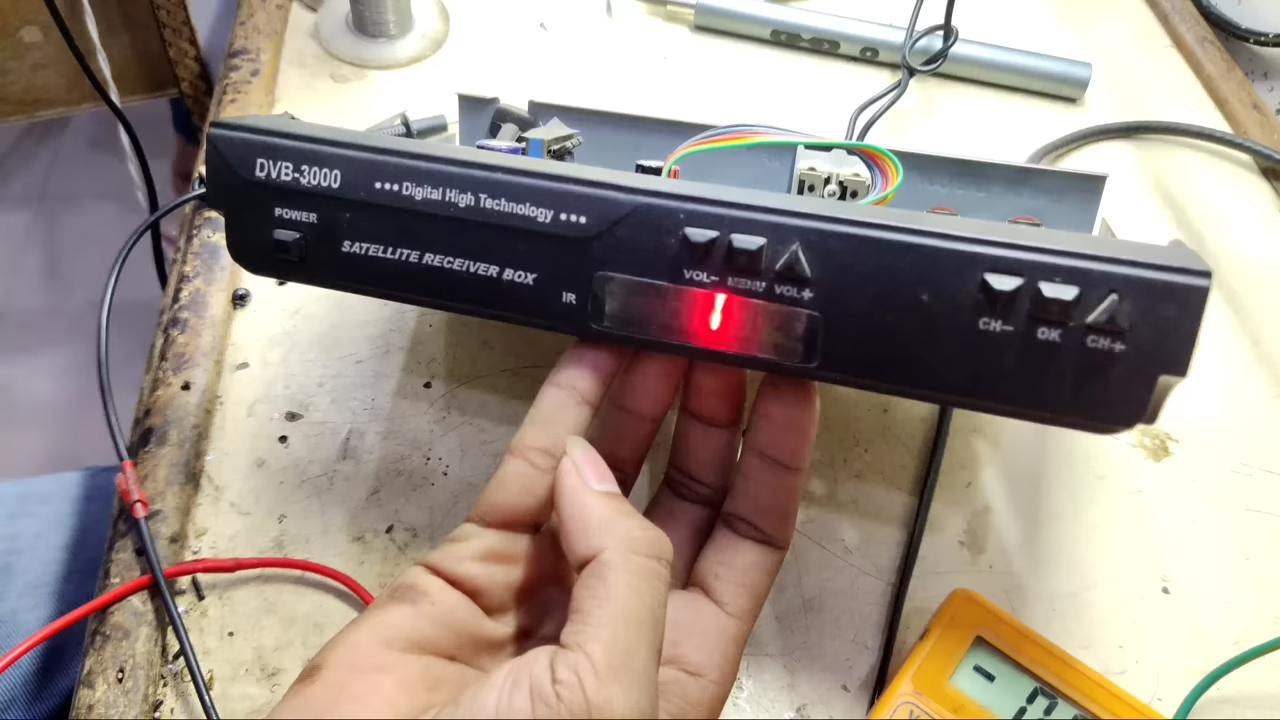 DVB-3000
••• Digital High Technology •••
POWER
SATELLITE RECEIVER BOX
IR
VOL-
MENU
VOL+
CH-
OK
CH+